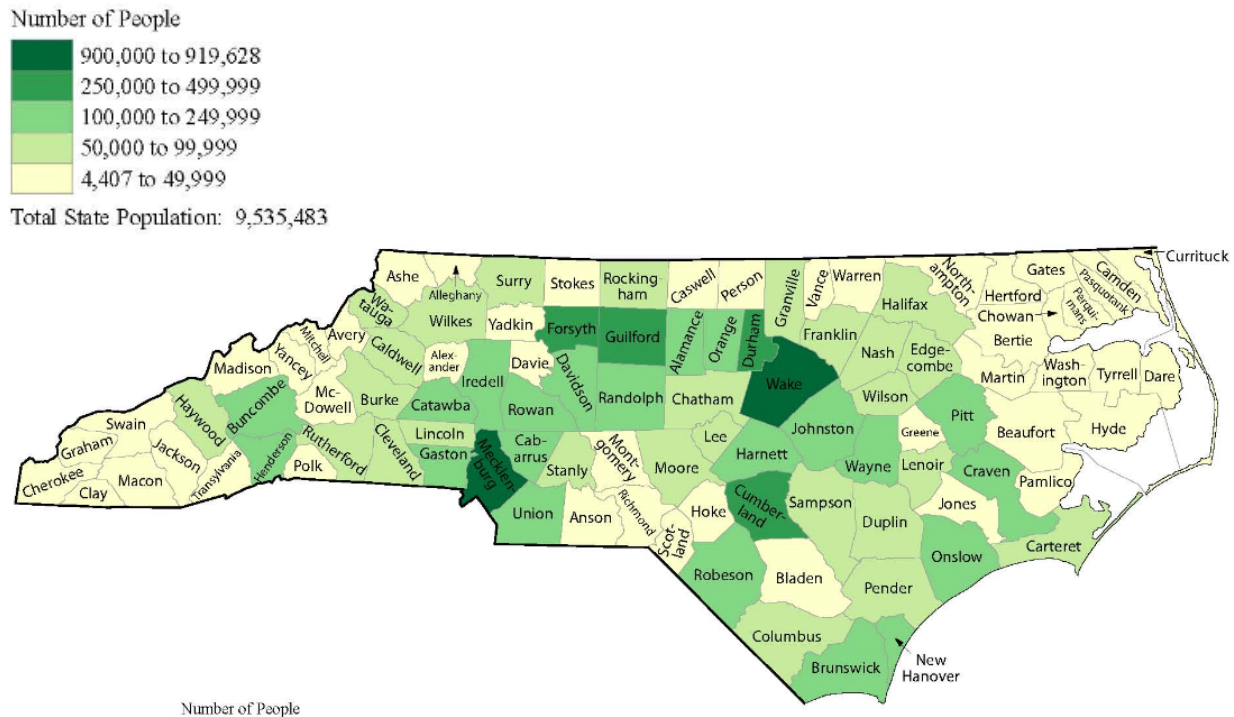 Number of People
900,000 to 919,628
250,000 to 499,999
100,000 to 249,999
50,000 to 99,999
4,407 to 49,999
Total State Population: 9,535,483
Currituck
Ashe
Alleghany
Surry
Stokes
Rocking-
ham
Caswell
Person
Granville
Vance
Warren
North-
ampton
Gates
Camden
Pasquotank
Perqui-
mans
Hertford
Chowan
Halifax
Wa-
tauga
Wilkes
Yadkin
Forsyth
Guilford
Alamance
Orange
Durham
Franklin
Bertie
Mitchell
Avery
Caldwell
Alex-
ander
Davie
Iredell
Davidson
Nash
Edge-
combe
Martin
Wash-
ington
Tyrrell
Dare
Madison
Yancey
Mc-
Dowell
Burke
Catawba
Rowan
Randolph
Chatham
Wake
Wilson
Pitt
Beaufort
Hyde
Haywood
Buncombe
Swain
Graham
Jackson
Cherokee
Clay
Macon
Transylvania
Henderson
Polk
Rutherford
Cleveland
Lincoln
Gaston
Mecklen-
burg
Cab-
arrus
Stanly
Mont-
gomery
Moore
Lee
Harnett
Johnston
Wayne
Greene
Lenoir
Craven
Pamlico
Jones
Union
Anson
Richmond
Scot-
land
Hoke
Cumber-
land
Sampson
Duplin
Onslow
Carteret
Robeson
Bladen
Pender
Columbus
Brunswick
New
Hanover
Number of People